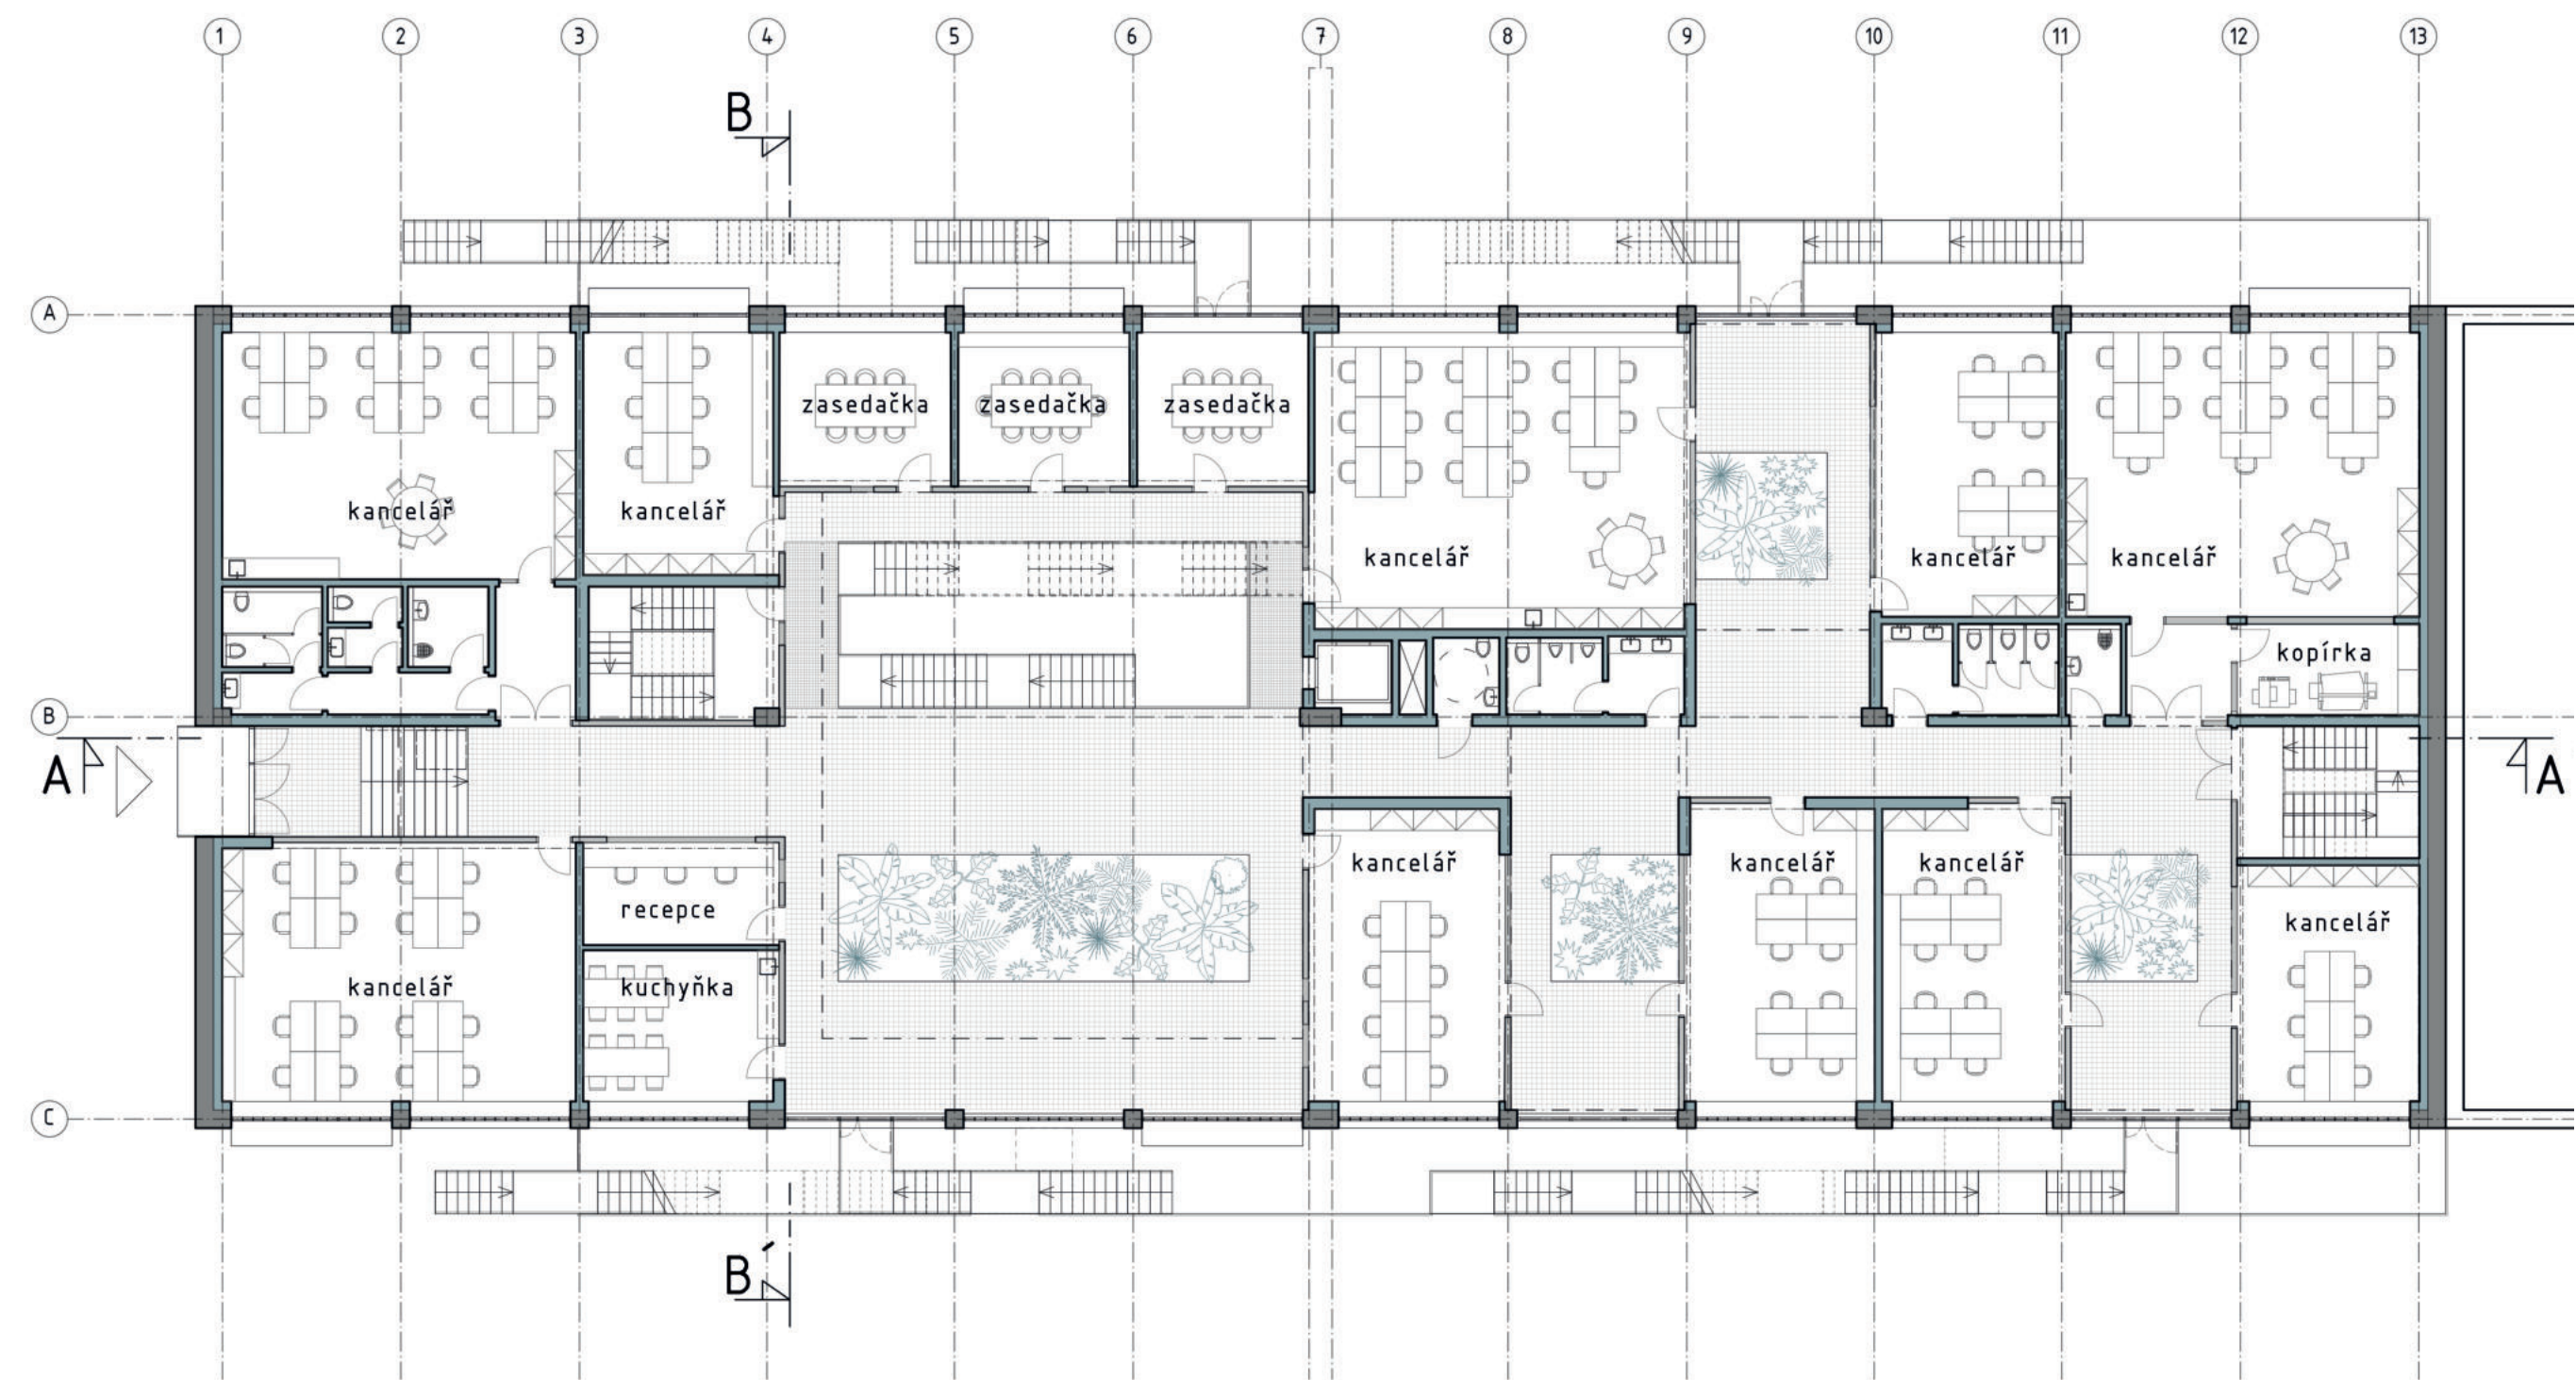 1 2 3 4 5 6 7 8 9 10 11 12 13
B
A
zasedačka zasedačka zasedačka
kancelář kancelář
kancelář kancelář kancelář
kopírka
B
A A
kancelář kancelář kancelář
recepce kancelář
kancelář kuchyňka
C
B´